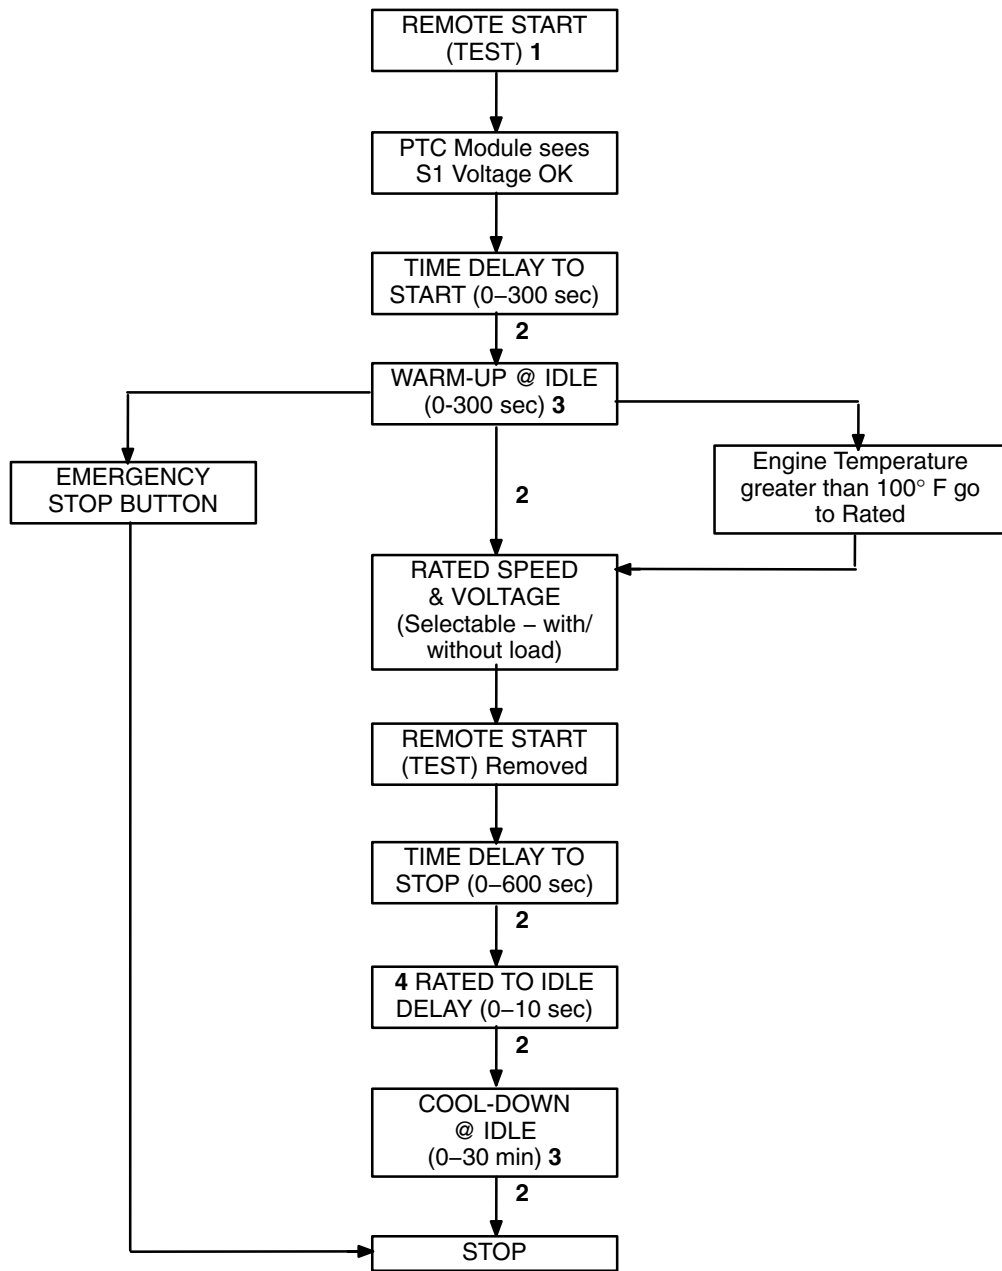 REMOTE START
(TEST) 1
PTC Module sees
S1 Voltage OK
TIME DELAY TO
START (0–300 sec)
2
WARM-UP @ IDLE
(0-300 sec) 3
EMERGENCY
STOP BUTTON
2
Engine Temperature
greater than 100° F go
to Rated
RATED SPEED
& VOLTAGE
(Selectable – with/
without load)
REMOTE START
(TEST) Removed
TIME DELAY TO
STOP (0–600 sec)
2
4 RATED TO IDLE
DELAY (0–10 sec)
2
COOL-DOWN
@ IDLE
(0–30 min) 3
2
STOP